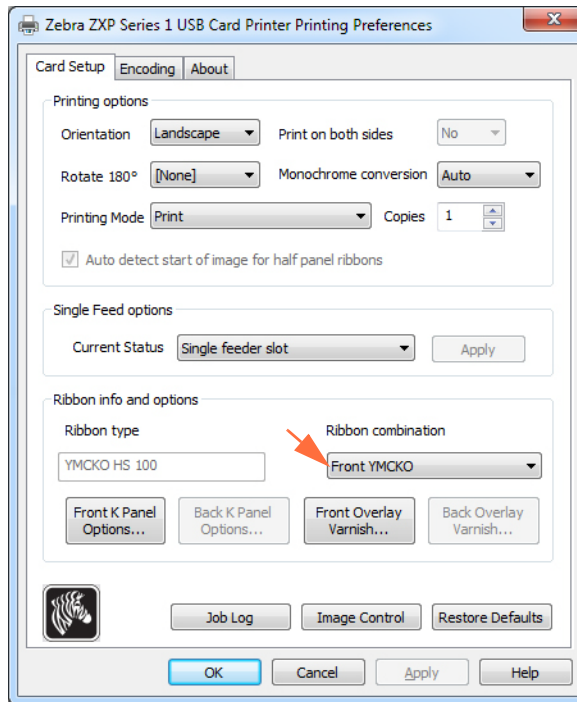 Zebra ZXP Series 1 USB Card Printer Printing Preferences
Card Setup Encoding About
Printing options
Orientation Landscape Print on both sides No
Rotate 180° [None] Monochrome conversion Auto
Printing Mode Print Copies 1
Auto detect start of image for half panel ribbons
Single Feed options
Current Status Single feeder slot Apply
Ribbon info and options
Ribbon type Ribbon combination
YMCKO HS 100 Front YMCKO
Front K Panel Back K Panel Front Overlay Back Overlay
Options... Options... Varnish... Varnish...
Job Log Image Control Restore Defaults
OK Cancel Apply Help